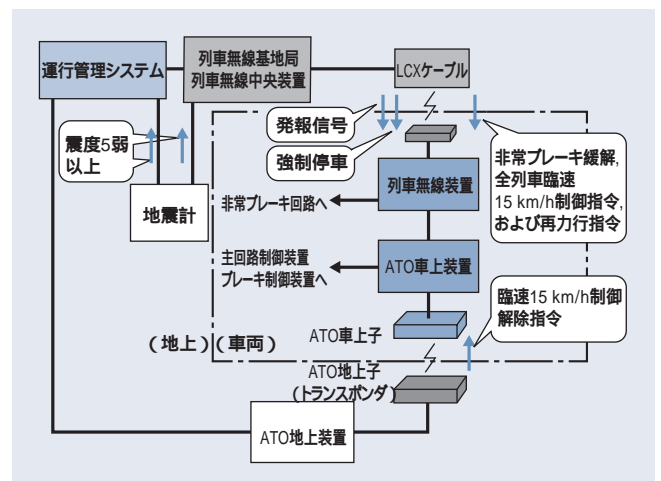 運行管理システム
列車無線基地局
列車無線中央装置
LCXケーブル
発報信号
強制停車
震度5弱
以上
地震計
非常ブレーキ回路へ
列車無線装置
非常ブレーキ緩解,
全列車臨速
15 km/h制御指令,
および再力行指令
主回路制御装置
ブレーキ制御装置へ
ATO車上装置
臨速15 km/h制御
解除指令
ATO車上子
(地上)(車両)
ATO地上子
(トランスポンダ)
ATO地上装置